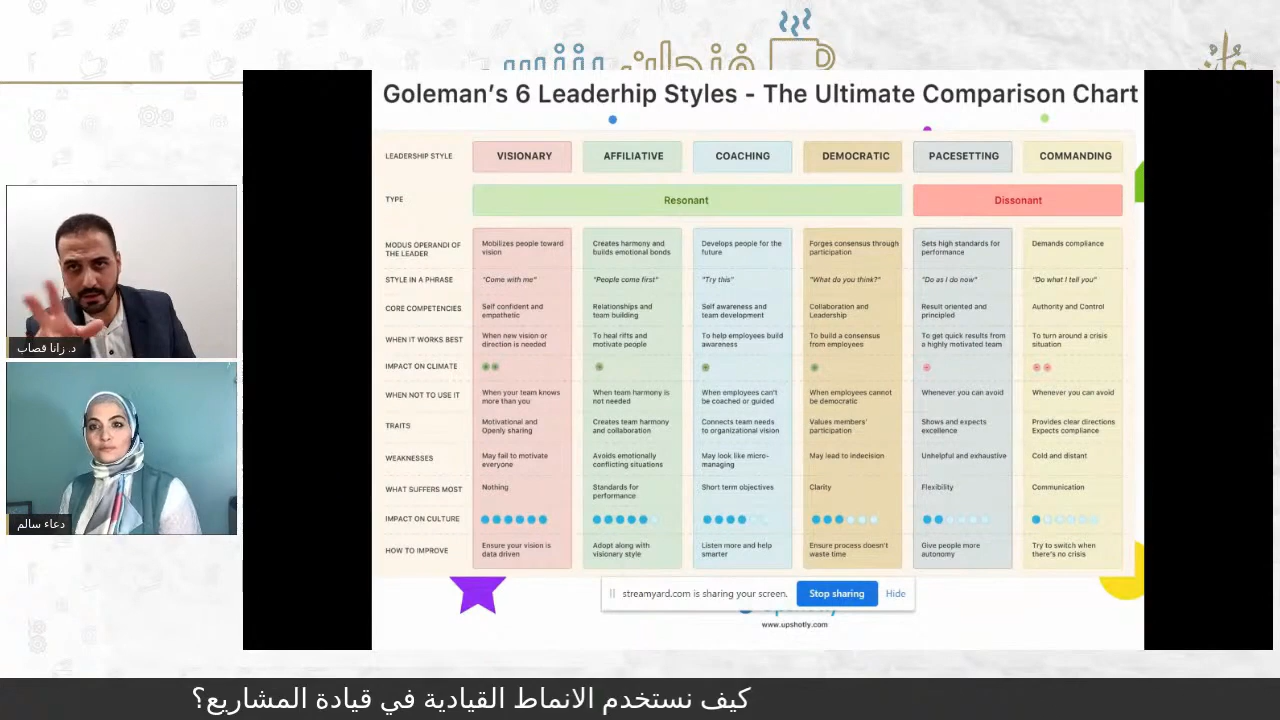 فنجان بزنس
Goleman's 6 Leaderhip Styles - The Ultimate Comparison Chart
LEADERSHIP STYLE VISIONARY AFFILIATIVE COACHING DEMOCRATIC PACESETTING COMMANDING
TYPE Resonant Dissonant
MODUS OPERANDI OF THE LEADER Mobilizes people toward vision Creates harmony and builds emotional bonds Develops people for the future Forges consensus through participation Sets high standards for performance Demands compliance
STYLE IN A PHRASE "Come with me" "People come first" "Try this" "What do you think?" "Do as I do now" "Do what I tell you"
CORE COMPETENCIES Self confident and empathetic Relationships and team building Self awareness and team development Collaboration and Leadership Result oriented and principled Authority and Control
WHEN IT WORKS BEST When new vision or direction is needed To heal rifts and motivate people To help employees build awareness To build a consensus from employees To get quick results from a highly motivated team To turn around a crisis situation
IMPACT ON CLIMATE
WHEN NOT TO USE IT When your team knows more than you When team harmony is not needed When employees can't be coached or guided When employees cannot be democratic Whenever you can avoid Whenever you can avoid
TRAITS Motivational and Openly sharing Creates team harmony and collaboration Connects team needs to organizational vision Values members' participation Shows and expects excellence Provides clear directions Expects compliance
WEAKNESSES May fail to motivate everyone Avoids emotionally conflicting situations May look like micro-managing May lead to indecision Unhelpful and exhaustive Cold and distant
WHAT SUFFERS MOST Nothing Standards for performance Short term objectives Clarity Flexibility Communication
IMPACT ON CULTURE
HOW TO IMPROVE Ensure your vision is data driven Adopt along with visionary style Listen more and help smarter Ensure process doesn't waste time Give people more autonomy Try to switch when there's no crisis
streamyard.com is sharing your screen. Stop sharing Hide
www.upshotly.com
د. زانا قصاب
دعاء سالم
كيف نستخدم الانماط القيادية في قيادة المشاريع؟